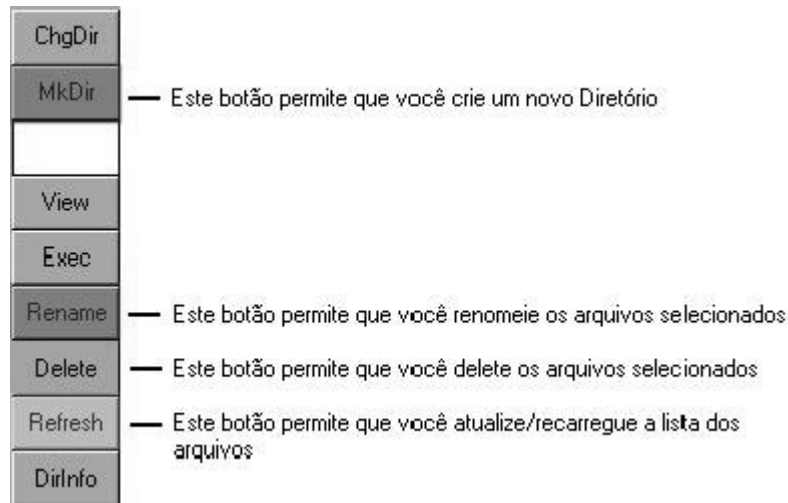 ChgDir
MkDir
Este botão permite que você crie um novo Diretório
View
Exec
Rename
Este botão permite que você renomeie os arquivos selecionados
Delete
Este botão permite que você delete os arquivos selecionados
Refresh
Este botão permite que você atualize/recarregue a lista dos
arquivos
DirInfo